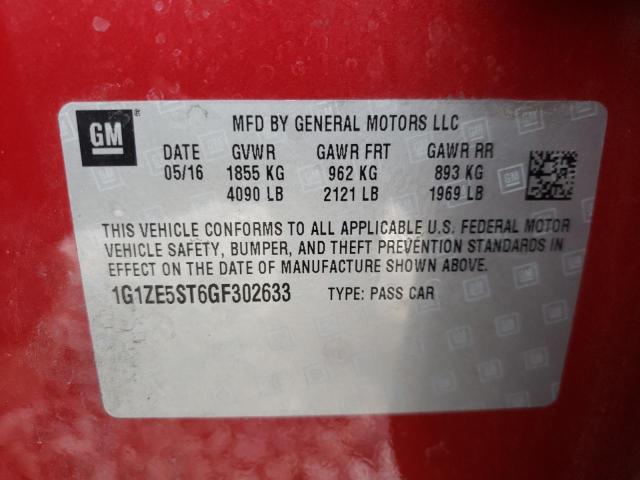 GM
MFD BY GENERAL MOTORS LLC
DATE GVWR GAWR FRT GAWR RR
05/16 1855 KG 962 KG 893 KG
4090 LB 2121 LB 1969 LB
THIS VEHICLE CONFORMS TO ALL APPLICABLE U.S. FEDERAL MOTOR
VEHICLE SAFETY, BUMPER, AND THEFT PREVENTION STANDARDS IN
EFFECT ON THE DATE OF MANUFACTURE SHOWN ABOVE.
1G1ZE5ST6GF302633 TYPE: PASS CAR